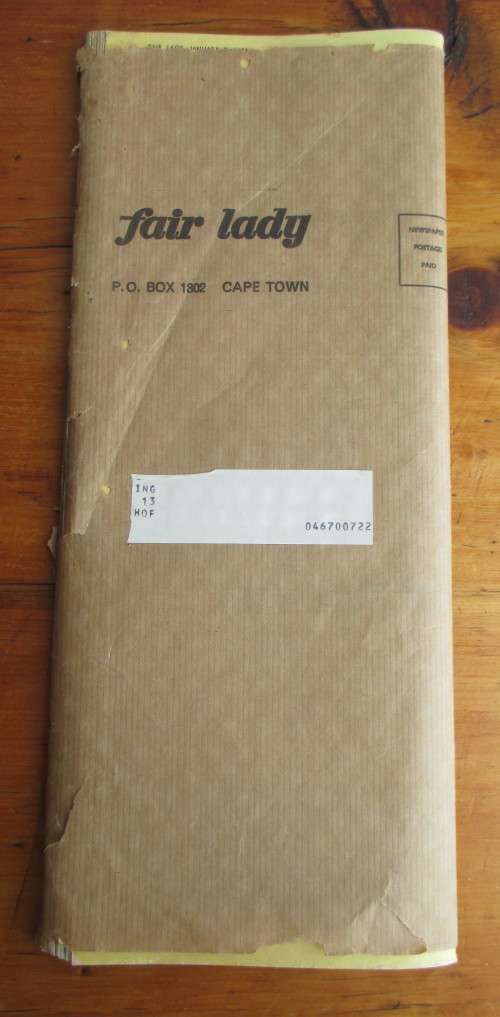 fair lady
P.O. BOX 1802 CAPE TOWN
NEWSPAPER
POSTAGE
PAID
ING
13
HOF
046700722